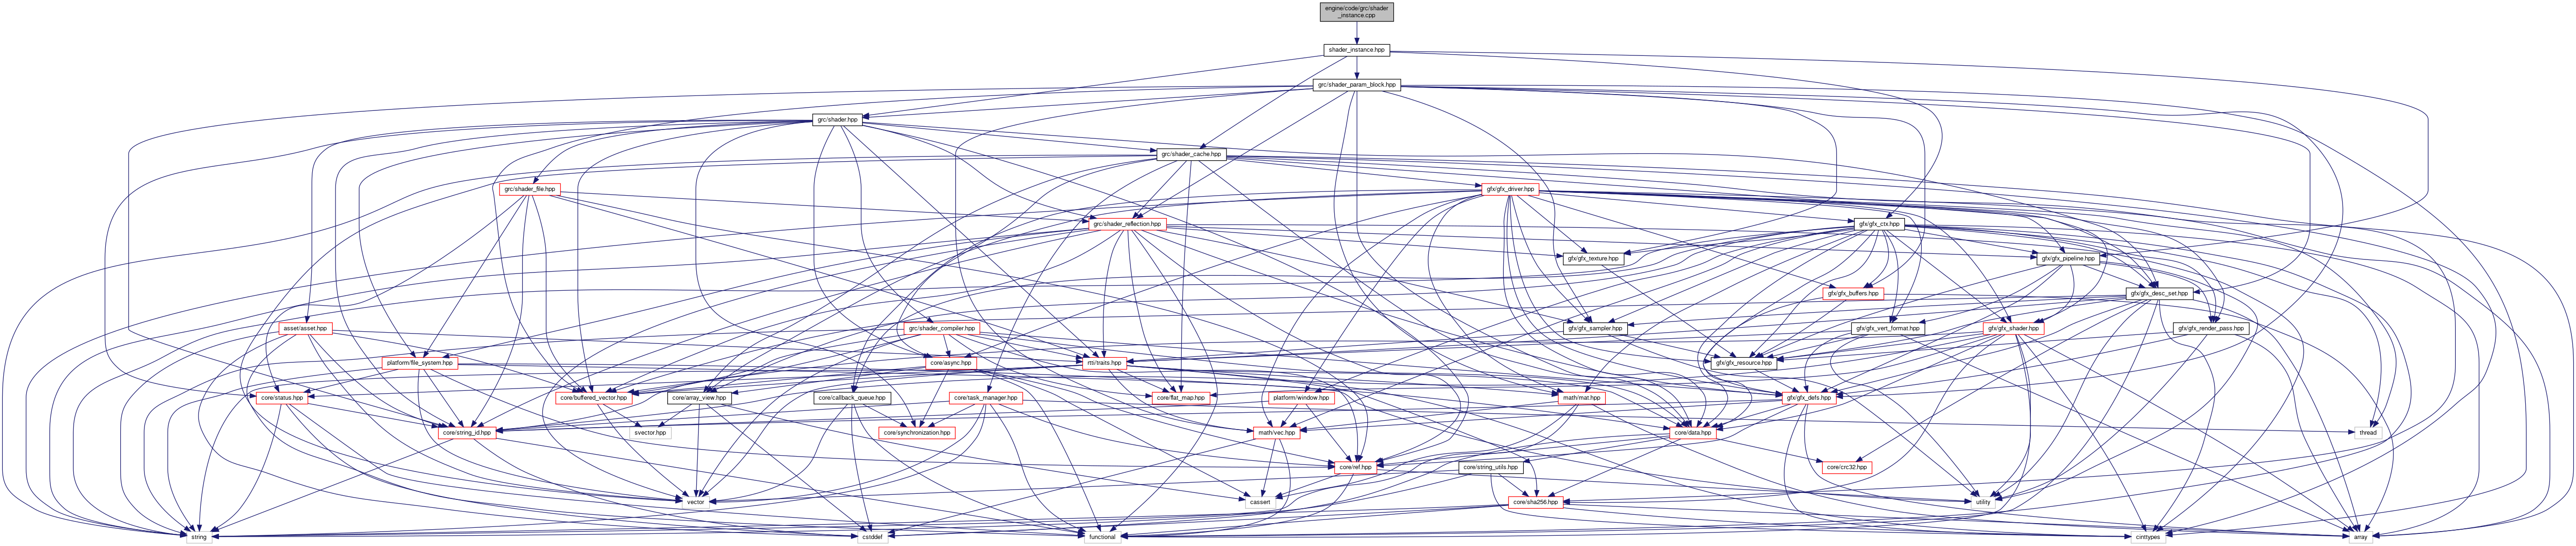 engine/code/grc/shader
_instance.cpp
shader_instance.hpp
grc/shader_param_block.hpp
grc/shader.hpp
grc/shader_cache.hpp
grc/shader_file.hpp
gfx/gfx_driver.hpp
grc/shader_reflection.hpp
gfx/gfx_ctx.hpp
gfx/gfx_texture.hpp
gfx/gfx_pipeline.hpp
gfx/gfx_buffers.hpp
gfx/gfx_desc_set.hpp
asset/asset.hpp
grc/shader_compiler.hpp
gfx/gfx_sampler.hpp
gfx/gfx_vert_format.hpp
gfx/gfx_shader.hpp
gfx/gfx_render_pass.hpp
platform/file_system.hpp
core/async.hpp
rtti/traits.hpp
gfx/gfx_resource.hpp
core/status.hpp
core/buffered_vector.hpp
core/array_view.hpp
core/callback_queue.hpp
core/task_manager.hpp
core/flat_map.hpp
platform/window.hpp
math/mat.hpp
gfx/gfx_defs.hpp
core/string_id.hpp
svector.hpp
core/synchronization.hpp
math/vec.hpp
core/data.hpp
thread
core/ref.hpp
core/string_utils.hpp
core/crc32.hpp
vector
cassert
core/sha256.hpp
utility
string
cstddef
functional
cinttypes
array